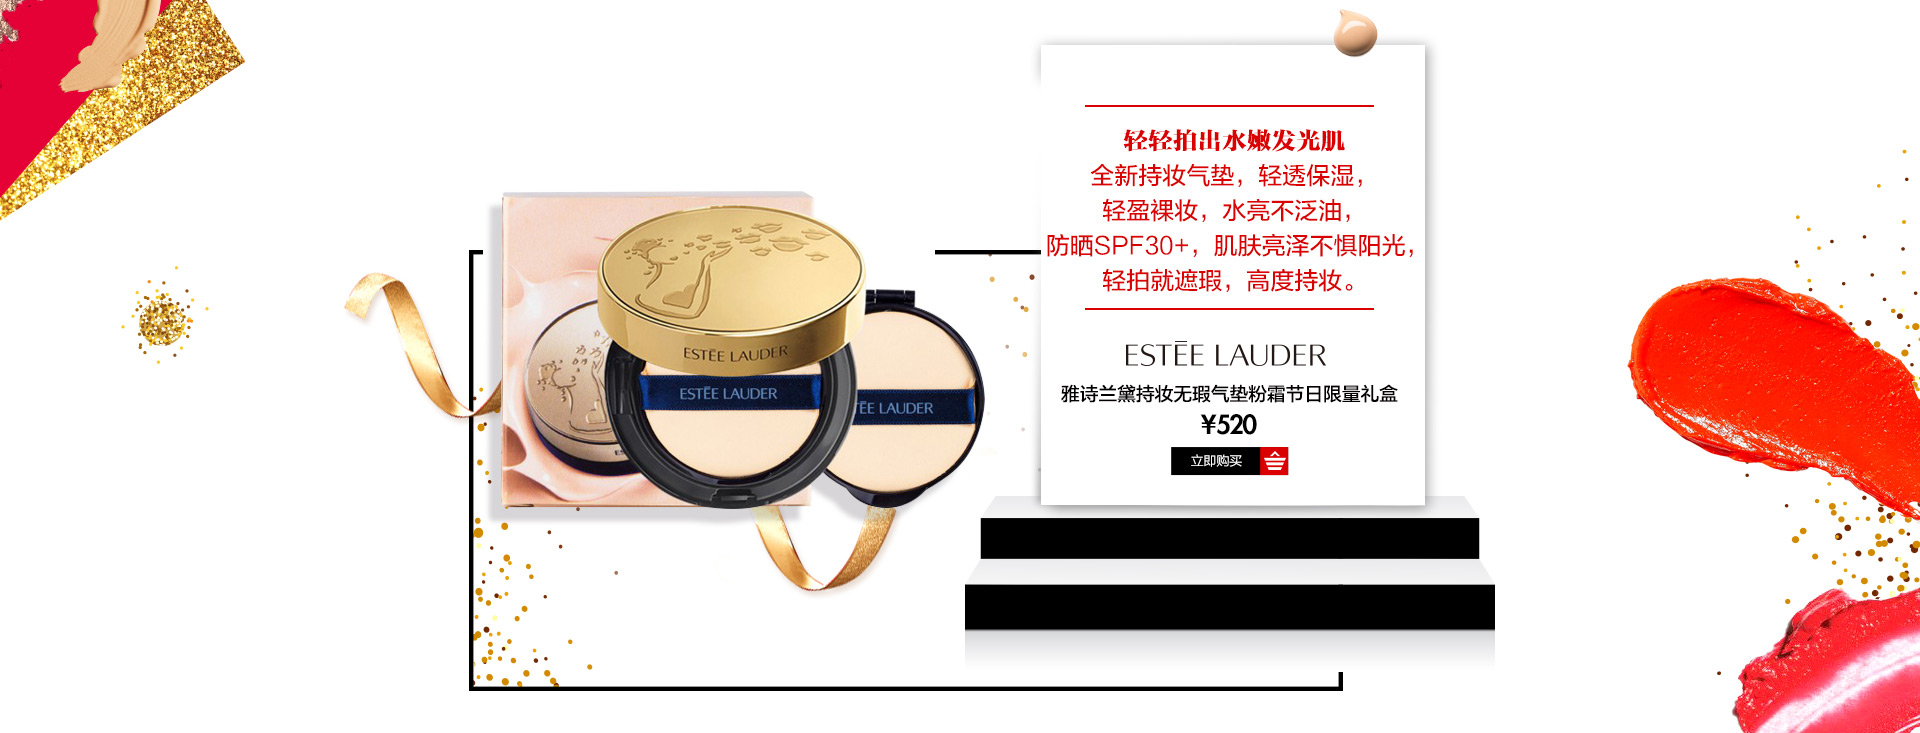 轻轻拍出水嫩发光肌
全新持妆气垫，轻透保湿，
轻盈裸妆，水亮不泛油，
防晒SPF30+，肌肤亮泽不惧阳光，
轻拍就遮瑕，高度持妆。
ESTĒE LAUDER
雅诗兰黛持妆无瑕气垫粉霜节日限量礼盒
¥520
立即购买
ESTĒE LAUDER
ESTĒE LAUDER
ĒE LAUDER